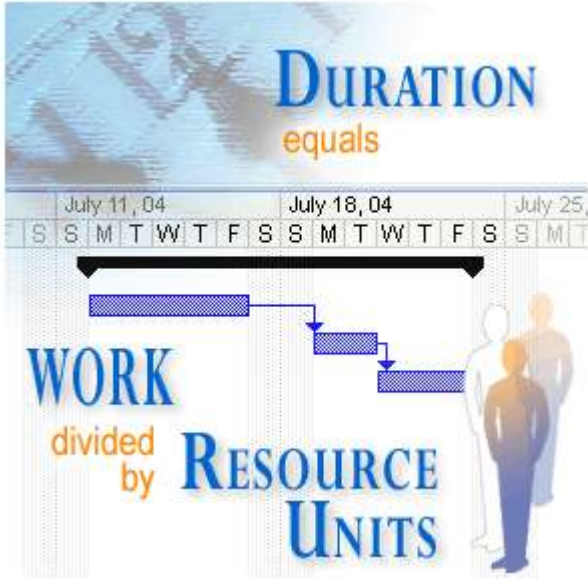 DURATION
equals
July 11, 04 July 18, 04 July 25,
F S S M T W T F S S M T W T F S S M T
WORK
divided
by
RESOURCE
UNITS